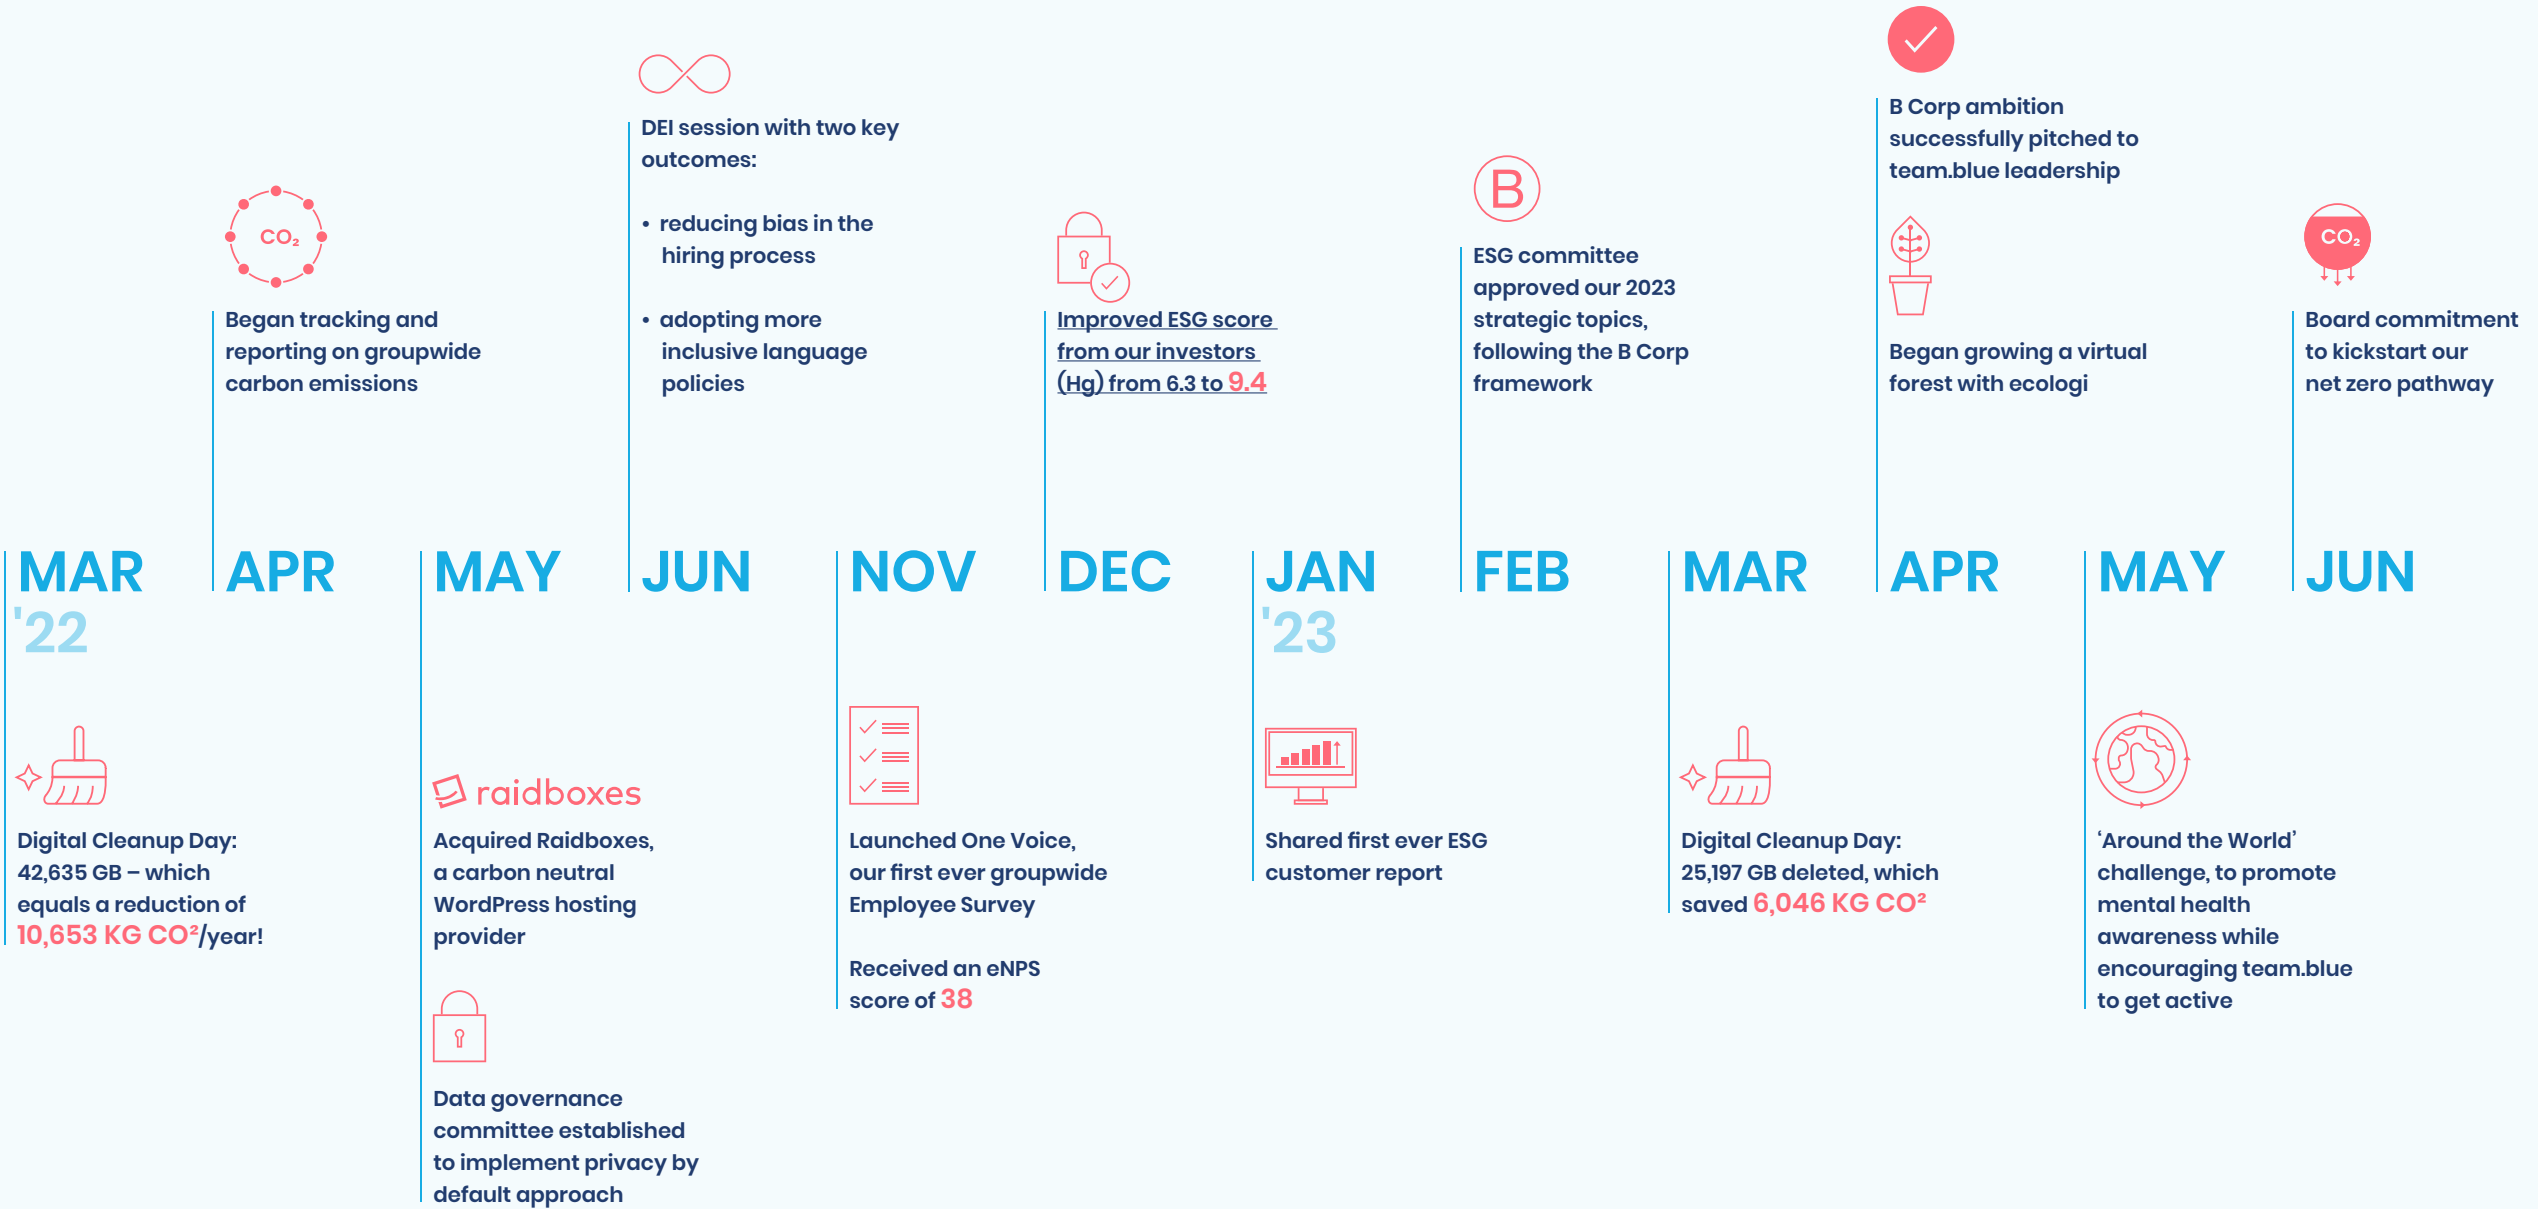 B Corp ambition
successfully pitched to
team.blue leadership
DEI session with two key
outcomes:
• reducing bias in the
hiring process
• adopting more
inclusive language
policies
CO₂
Began tracking and
reporting on groupwide
carbon emissions
Improved ESG score
from our investors
(Hg) from 6.3 to 9.4
B
ESG committee
approved our 2023
strategic topics,
following the B Corp
framework
Began growing a virtual
forest with ecologi
CO₂
Board commitment
to kickstart our
net zero pathway
MAR APR MAY JUN NOV DEC JAN FEB MAR APR MAY JUN
'22 '23
Digital Cleanup Day:
42,635 GB – which
equals a reduction of
10,653 KG CO²/year!
raidboxes
Acquired Raidboxes,
a carbon neutral
WordPress hosting
provider
Data governance
committee established
to implement privacy by
default approach
Launched One Voice,
our first ever groupwide
Employee Survey
Received an eNPS
score of 38
Shared first ever ESG
customer report
Digital Cleanup Day:
25,197 GB deleted, which
saved 6,046 KG CO²
‘Around the World’
challenge, to promote
mental health
awareness while
encouraging team.blue
to get active